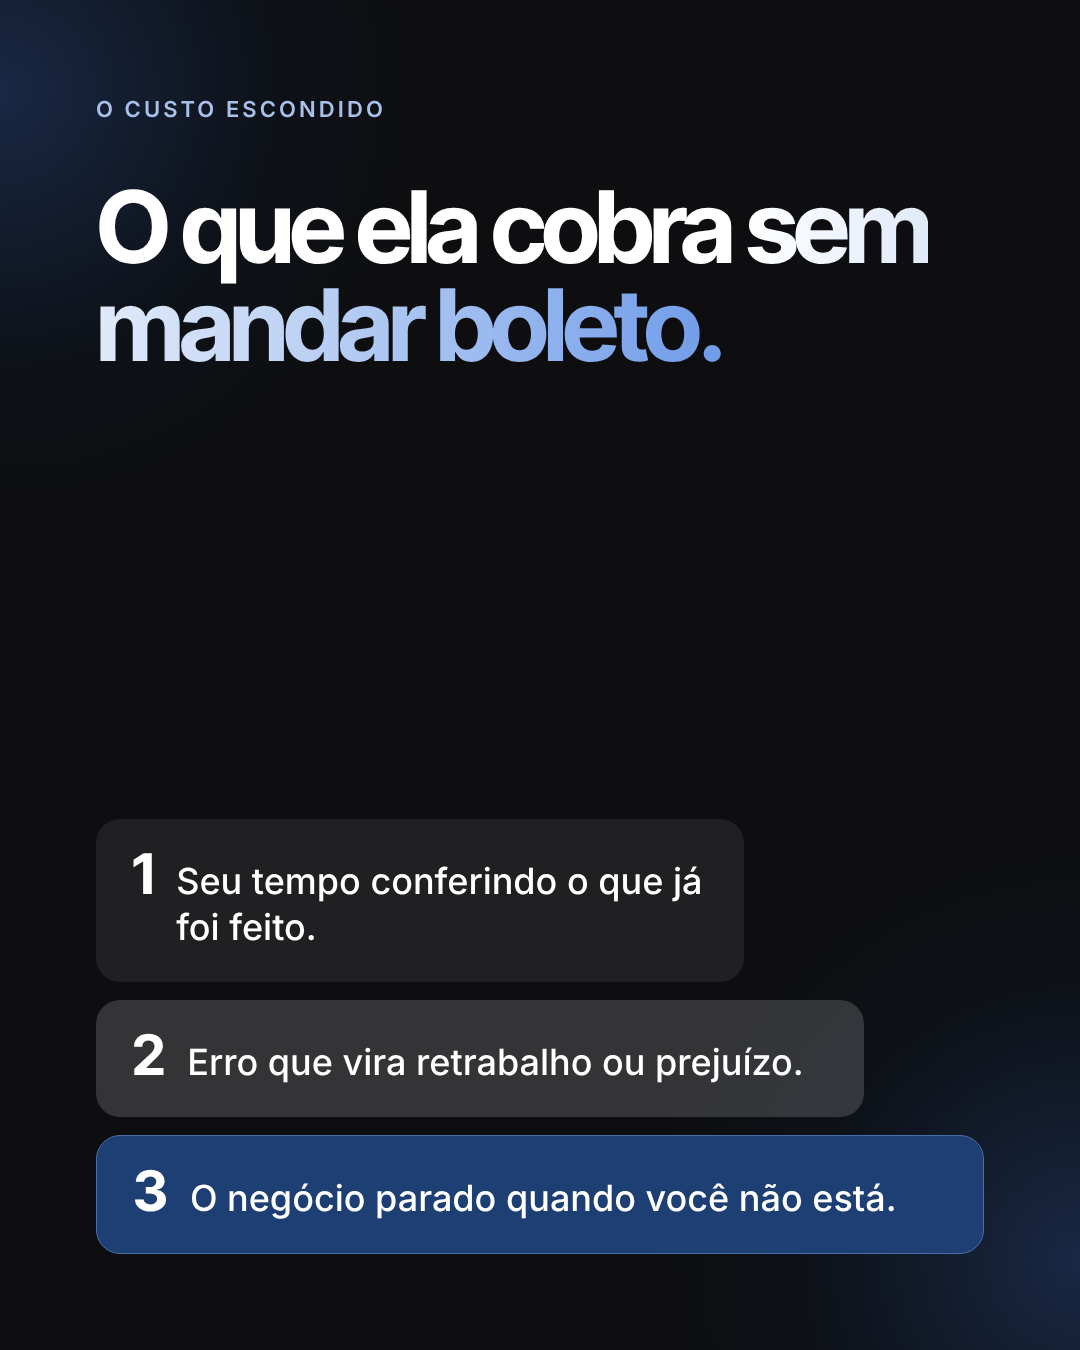 O CUSTO ESCONDIDO
O que ela cobra sem
mandar boleto.
1 Seu tempo conferindo o que já
foi feito.
2 Erro que vira retrabalho ou prejuízo.
3 O negócio parado quando você não está.